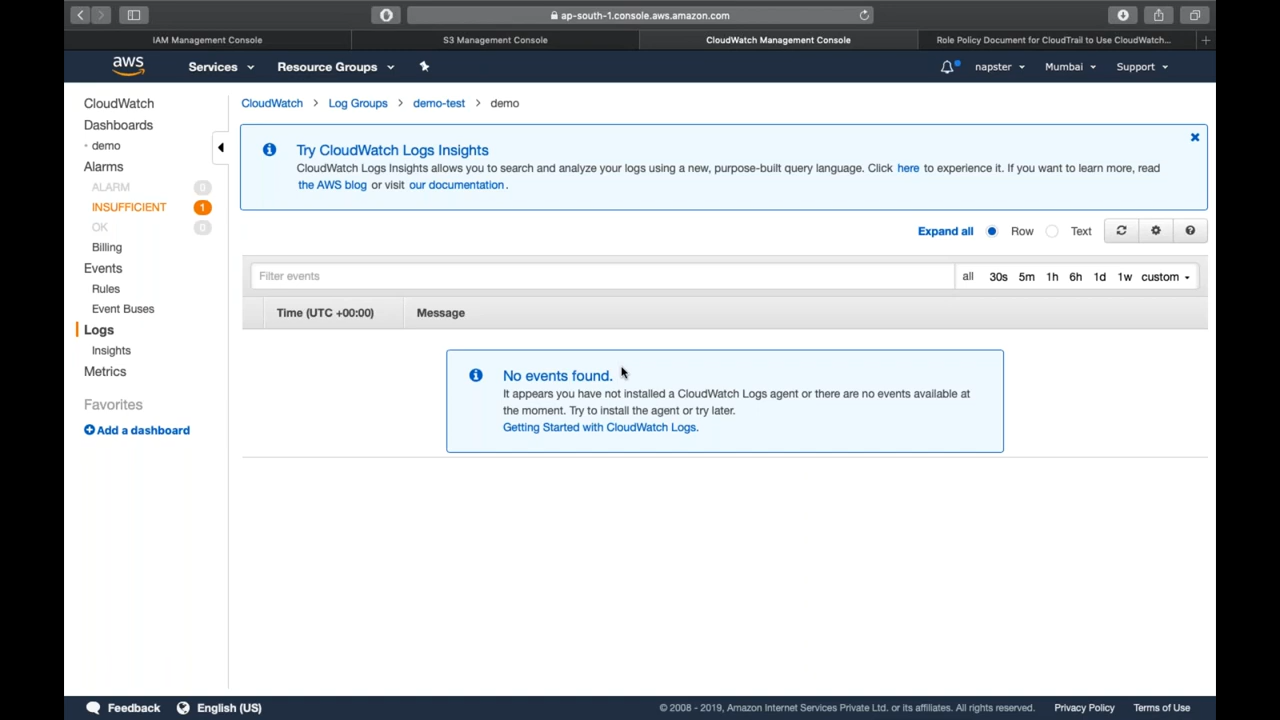 ap-south-1.console.aws.amazon.com
IAM Management Console
S3 Management Console
CloudWatch Management Console
Role Policy Document for CloudTrail to Use CloudWatch...
aws
Services
Resource Groups
napster
Mumbai
Support
CloudWatch
Dashboards
demo
Alarms
ALARM 0
INSUFFICIENT 1
OK 0
Billing
Events
Rules
Event Buses
Logs
Insights
Metrics
Favorites
Add a dashboard
CloudWatch > Log Groups > demo-test > demo
Try CloudWatch Logs Insights
CloudWatch Logs Insights allows you to search and analyze your logs using a new, purpose-built query language. Click here to experience it. If you want to learn more, read
the AWS blog or visit our documentation.
Expand all Row Text
Filter events
all 30s 5m 1h 6h 1d 1w custom
Time (UTC +00:00) Message
No events found.
It appears you have not installed a CloudWatch Logs agent or there are no events available at
the moment. Try to install the agent or try later.
Getting Started with CloudWatch Logs.
Feedback English (US)
© 2008 - 2019, Amazon Internet Services Private Ltd. or its affiliates. All rights reserved. Privacy Policy Terms of Use